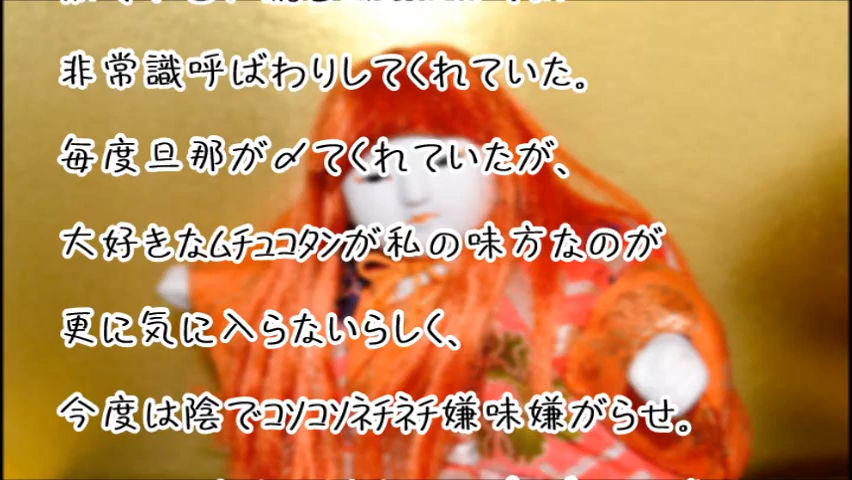 非常識呼ばわりしてくれていた。
毎度旦那が〆てくれていたが、
大好きなﾑﾁｭｺﾀﾝが私の味方なのが
更に気に入らないらしく、
今度は陰でｺｿｺｿﾈﾁﾈﾁ嫌味嫌がらせ。